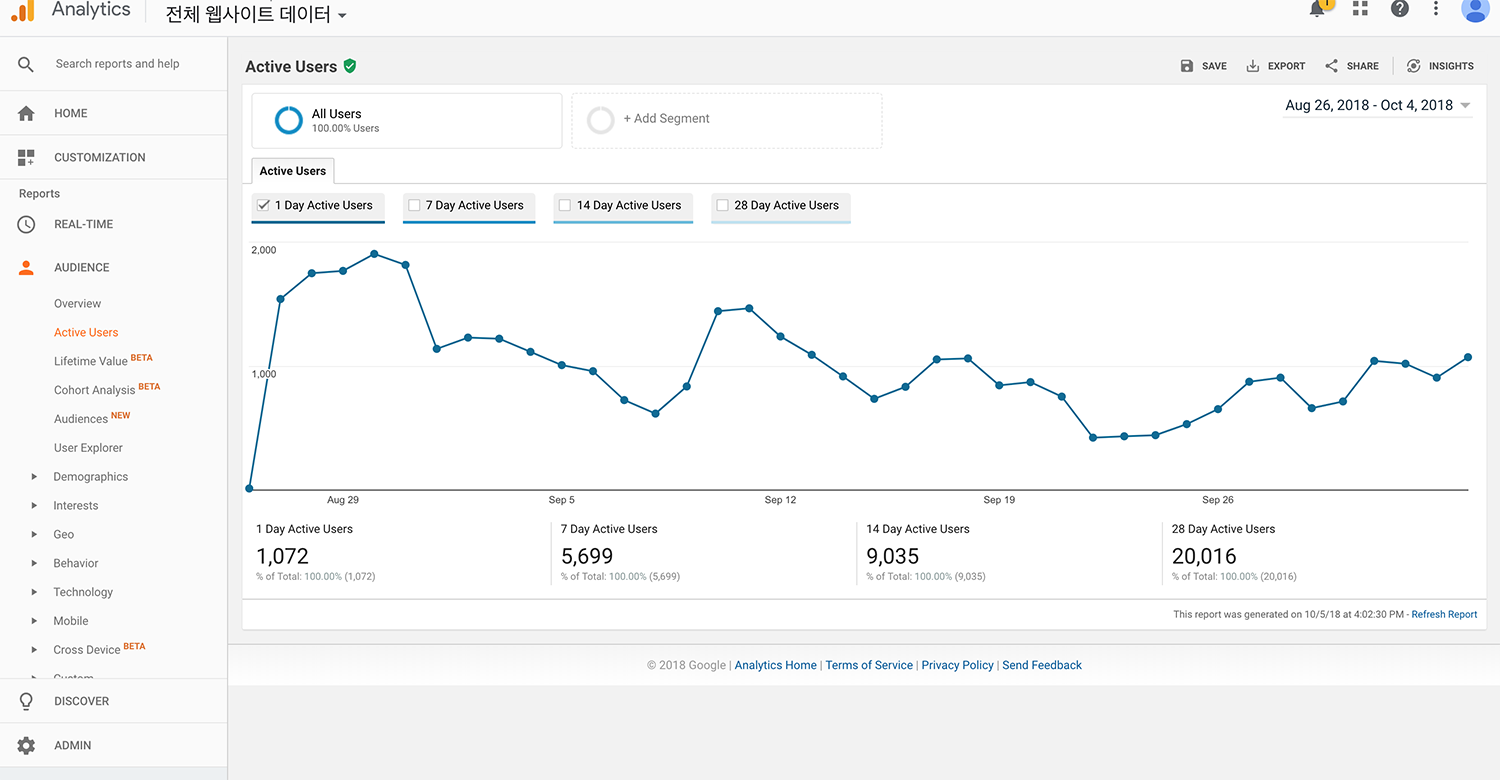 Analytics
전체 웹사이트 데이터
1
Search reports and help
HOME
CUSTOMIZATION
Reports
REAL-TIME
AUDIENCE
Overview
Active Users
Lifetime Value BETA
Cohort Analysis BETA
Audiences NEW
User Explorer
Demographics
Interests
Geo
Behavior
Technology
Mobile
Cross Device BETA
DISCOVER
ADMIN
Active Users
SAVE
EXPORT
SHARE
INSIGHTS
All Users
100.00% Users
+ Add Segment
Aug 26, 2018 - Oct 4, 2018
Active Users
1 Day Active Users
7 Day Active Users
14 Day Active Users
28 Day Active Users
2,000
1,000
Aug 29
Sep 5
Sep 12
Sep 19
Sep 26
1 Day Active Users
1,072
% of Total: 100.00% (1,072)
7 Day Active Users
5,699
% of Total: 100.00% (5,699)
14 Day Active Users
9,035
% of Total: 100.00% (9,035)
28 Day Active Users
20,016
% of Total: 100.00% (20,016)
This report was generated on 10/5/18 at 4:02:30 PM - Refresh Report
© 2018 Google | Analytics Home | Terms of Service | Privacy Policy | Send Feedback